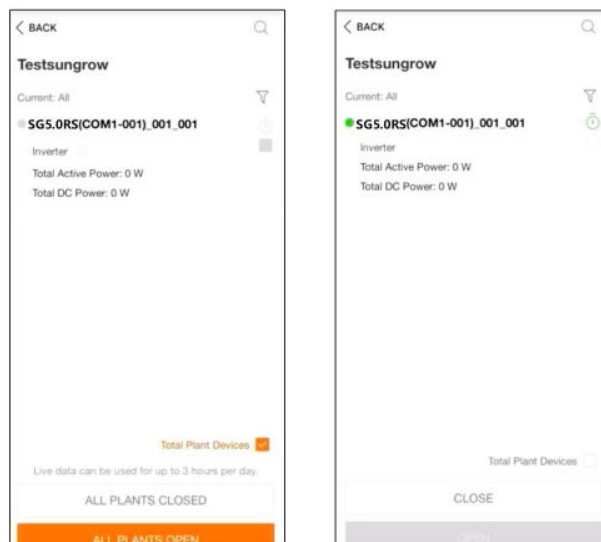 BACK
Testsungrow
Current: All
SG5.0RS(COM1-001)_001_001
Inverter
Total Active Power: 0 W
Total DC Power: 0 W
Total Plant Devices
Live data can be used for up to 3 hours per day.
ALL PLANTS CLOSED
ALL PLANTS OPEN
BACK
Testsungrow
Current: All
SG5.0RS(COM1-001)_001_001
Inverter
Total Active Power: 0 W
Total DC Power: 0 W
Total Plant Devices
CLOSE
OPEN